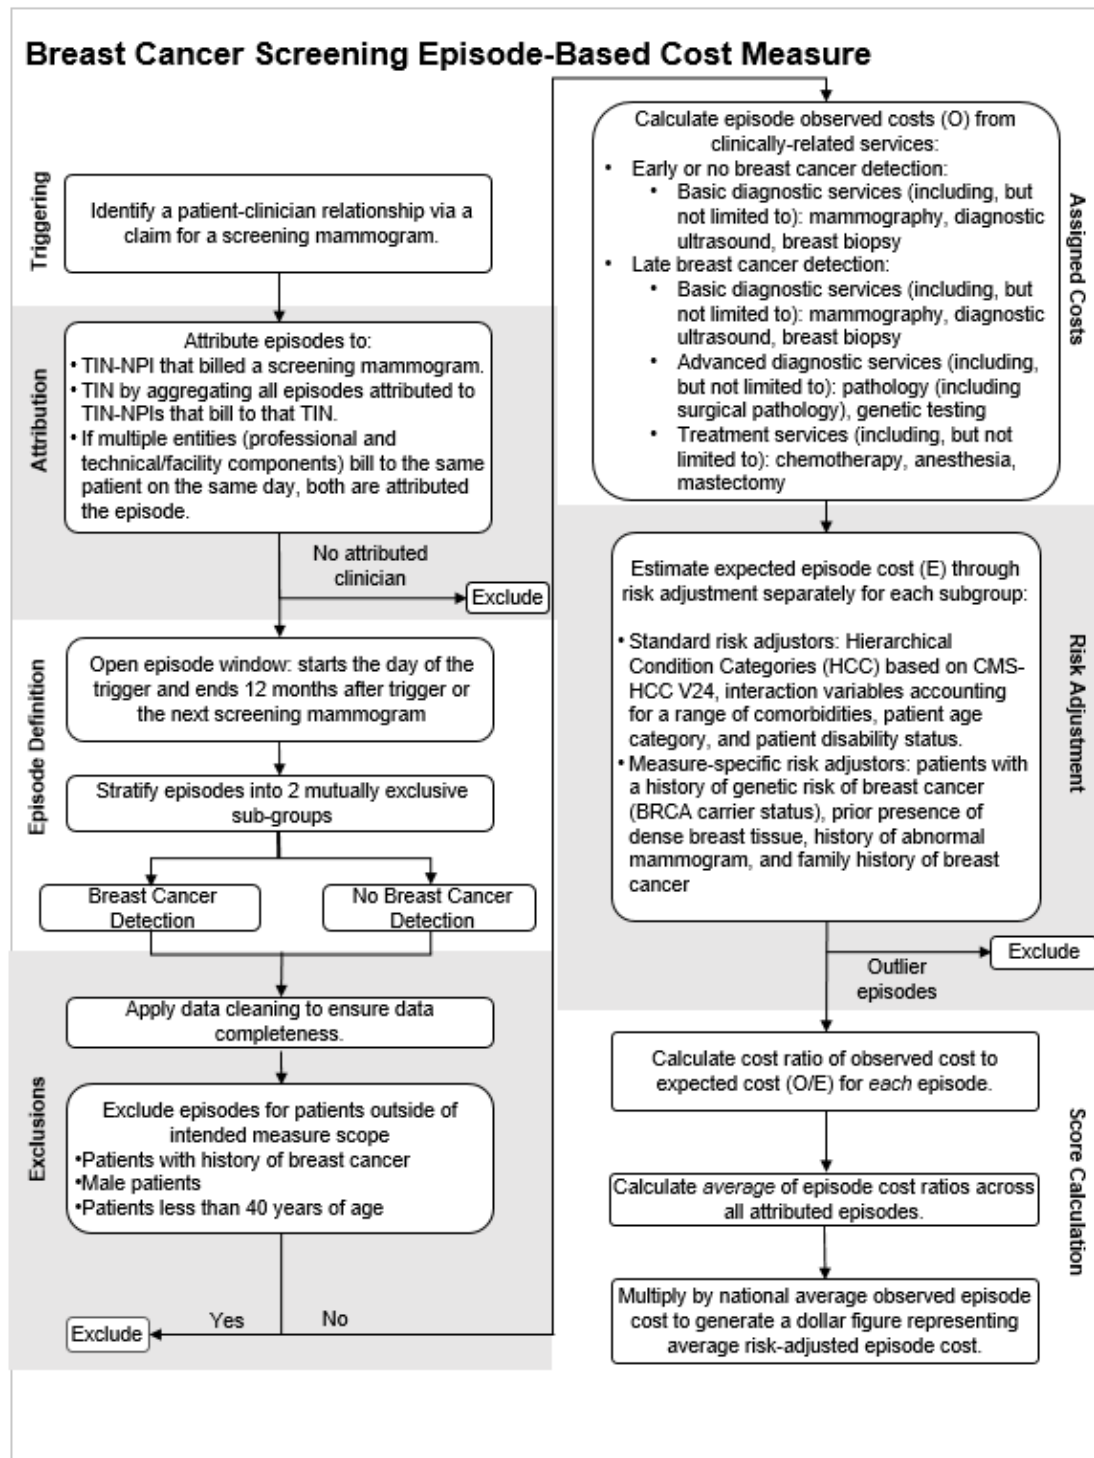 Breast Cancer Screening Episode-Based Cost Measure
Triggering
Identify a patient-clinician relationship via a
claim for a screening mammogram.
Attribution
Attribute episodes to:
• TIN-NPI that billed a screening mammogram.
• TIN by aggregating all episodes attributed to
TIN-NPIs that bill to that TIN.
• If multiple entities (professional and
technical/facility components) bill to the same
patient on the same day, both are attributed
the episode.
No attributed
clinician
Exclude
Episode Definition
Open episode window: starts the day of the
trigger and ends 12 months after trigger or
the next screening mammogram
Stratify episodes into 2 mutually exclusive
sub-groups
Breast Cancer
Detection
No Breast Cancer
Detection
Exclusions
Apply data cleaning to ensure data
completeness.
Exclude episodes for patients outside of
intended measure scope
•Patients with history of breast cancer
•Male patients
•Patients less than 40 years of age
Yes
No
Exclude
Assigned Costs
Calculate episode observed costs (O) from
clinically-related services:
• Early or no breast cancer detection:
• Basic diagnostic services (including, but
not limited to): mammography, diagnostic
ultrasound, breast biopsy
• Late breast cancer detection:
• Basic diagnostic services (including, but
not limited to): mammography, diagnostic
ultrasound, breast biopsy
• Advanced diagnostic services (including,
but not limited to): pathology (including
surgical pathology), genetic testing
• Treatment services (including, but not
limited to): chemotherapy, anesthesia,
mastectomy
Risk Adjustment
Estimate expected episode cost (E) through
risk adjustment separately for each subgroup:
• Standard risk adjustors: Hierarchical
Condition Categories (HCC) based on CMS-
HCC V24, interaction variables accounting
for a range of comorbidities, patient age
category, and patient disability status.
• Measure-specific risk adjustors: patients with
a history of genetic risk of breast cancer
(BRCA carrier status), prior presence of
dense breast tissue, history of abnormal
mammogram, and family history of breast
cancer
Outlier
episodes
Exclude
Score Calculation
Calculate cost ratio of observed cost to
expected cost (O/E) for each episode.
Calculate average of episode cost ratios across
all attributed episodes.
Multiply by national average observed episode
cost to generate a dollar figure representing
average risk-adjusted episode cost.